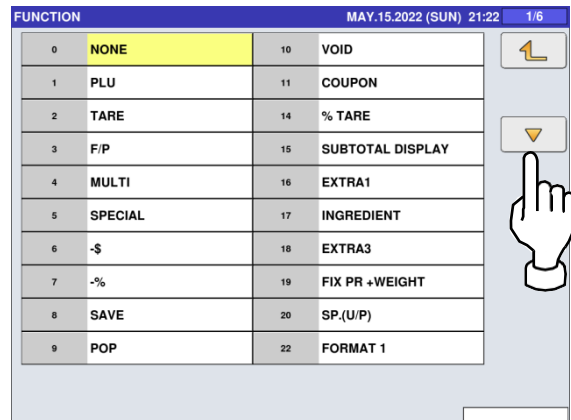 FUNCTION MAY.15.2022 (SUN) 21:22 1/6
0 NONE 10 VOID
1 PLU 11 COUPON
2 TARE 14 % TARE
3 F/P 15 SUBTOTAL DISPLAY
4 MULTI 16 EXTRA1
5 SPECIAL 17 INGREDIENT
6 -$ 18 EXTRA3
7 -% 19 FIX PR +WEIGHT
8 SAVE 20 SP.(U/P)
9 POP 22 FORMAT 1